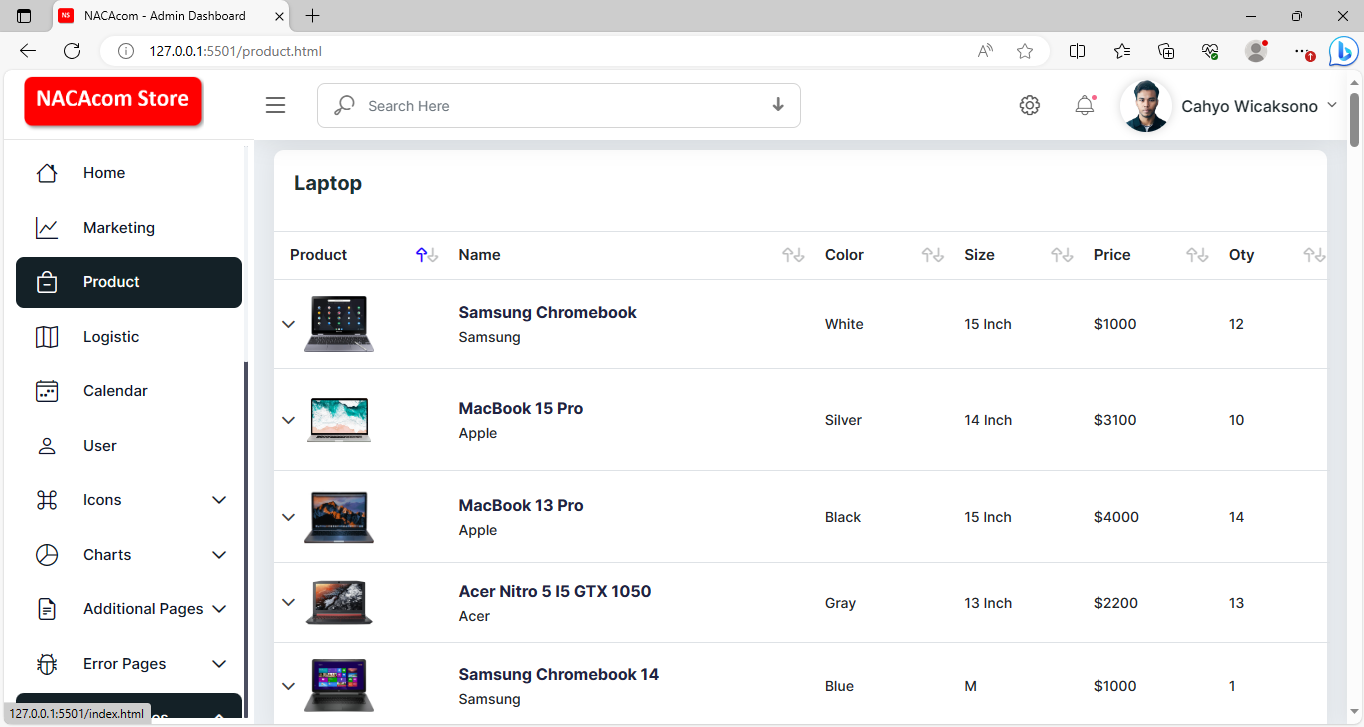 NS NACAcom - Admin Dashboard
127.0.0.1:5501/product.html
NACAcom Store
Search Here
Cahyo Wicaksono
Home
Marketing
Product
Logistic
Calendar
User
Icons
Charts
Additional Pages
Error Pages
127.0.0.1:5501/index.html
Laptop
Product Name Color Size Price Qty
Samsung Chromebook
Samsung
White 15 Inch $1000 12
MacBook 15 Pro
Apple
Silver 14 Inch $3100 10
MacBook 13 Pro
Apple
Black 15 Inch $4000 14
Acer Nitro 5 I5 GTX 1050
Acer
Gray 13 Inch $2200 13
Samsung Chromebook 14
Samsung
Blue M $1000 1